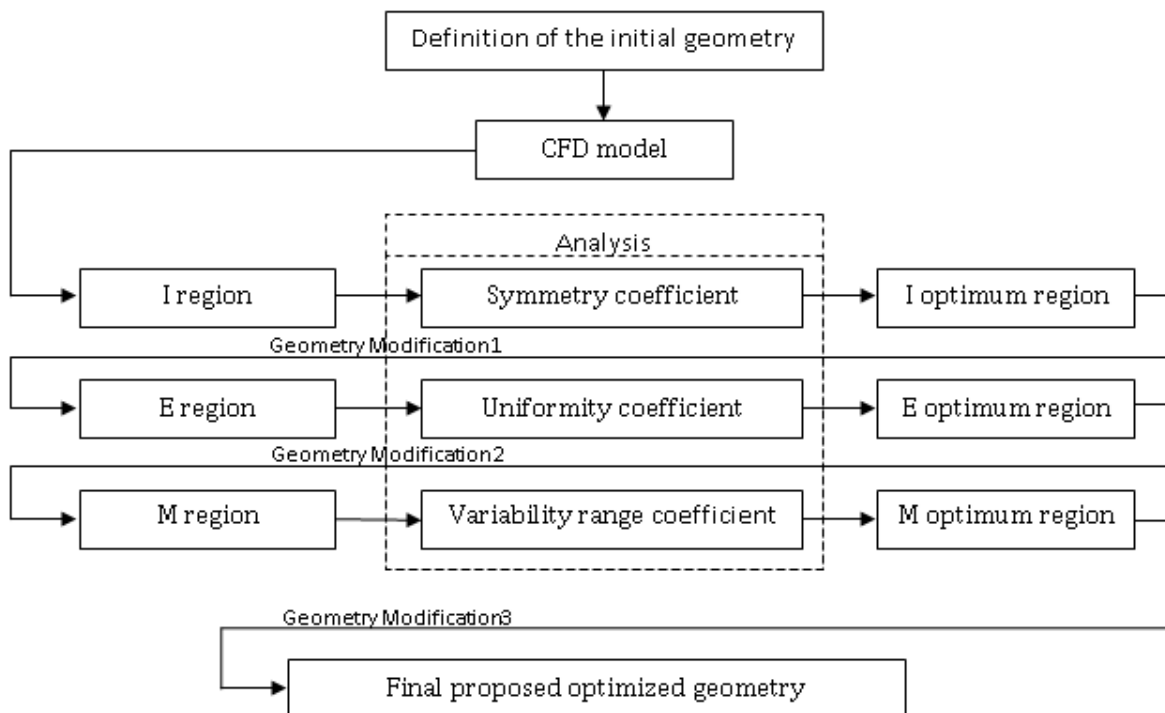 Definition of the initial geometry
CFD model
Analysis
I region
Symmetry coefficient
I optimum region
Geometry Modification1
E region
Uniformity coefficient
E optimum region
Geometry Modification2
M region
Variability range coefficient
M optimum region
Geometry Modification3
Final proposed optimized geometry